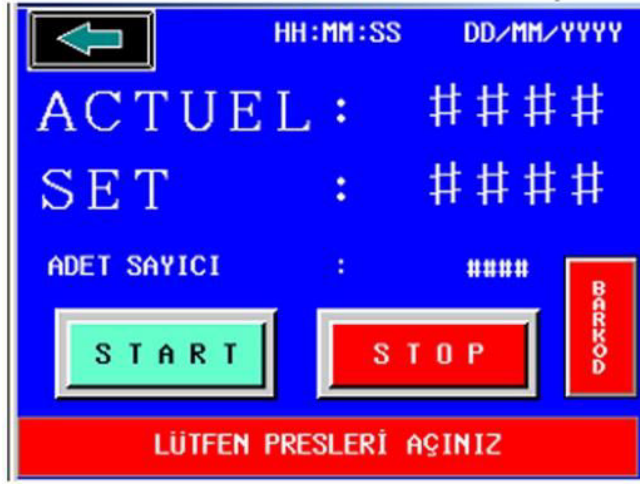 HH:MM:SS DD/MM/YYYY
ACTUEL : ####
SET : ####
ADET SAYICI : ####
BARKOD
START STOP
LÜTFEN PRESLERİ AÇINIZ